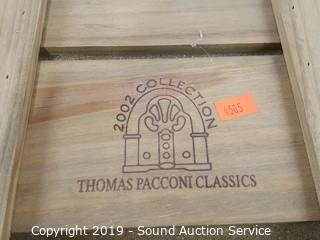 2002 COLLECTION
4505
THOMAS PACCONI CLASSICS
Copyright 2019 - Sound Auction Service